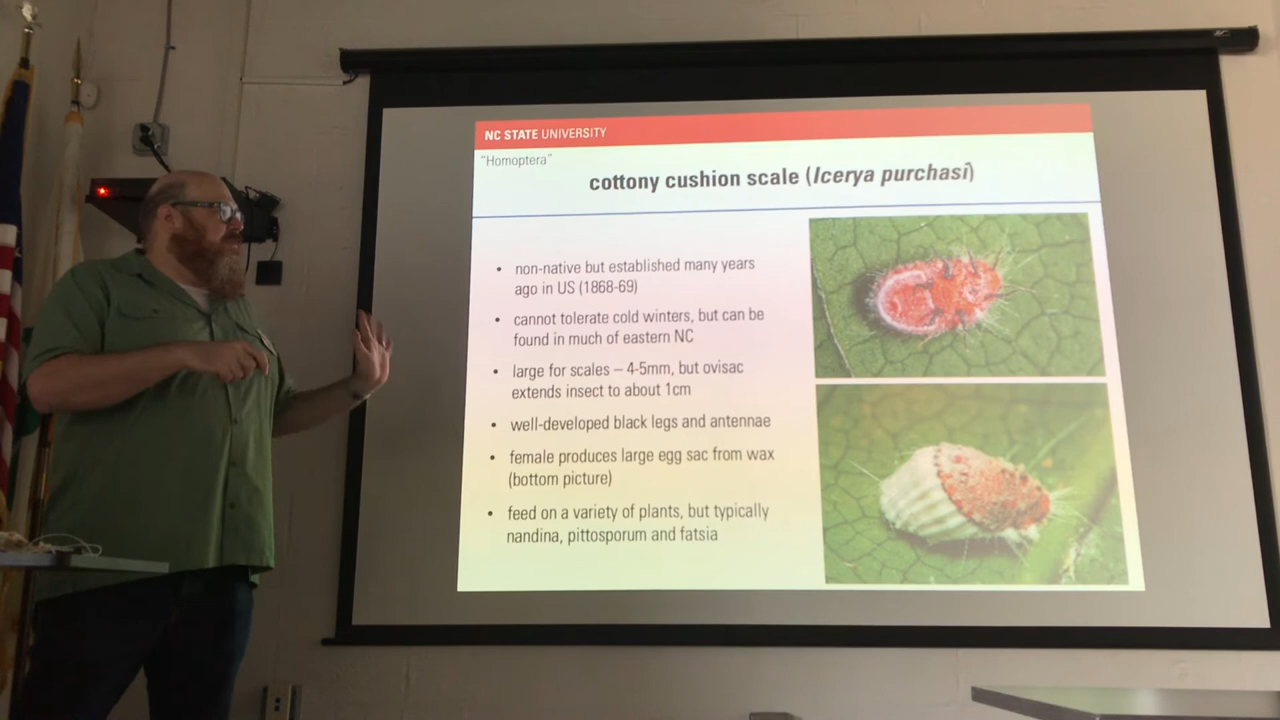 NC STATE UNIVERSITY
"Homoptera"
cottony cushion scale (Icerya purchasi)
• non-native but established many years
ago in US (1868-69)
• cannot tolerate cold winters, but can be
found in much of eastern NC
• large for scales – 4-5mm, but ovisac
extends insect to about 1cm
• well-developed black legs and antennae
• female produces large egg sac from wax
(bottom picture)
• feed on a variety of plants, but typically
nandina, pittosporum and fatsia